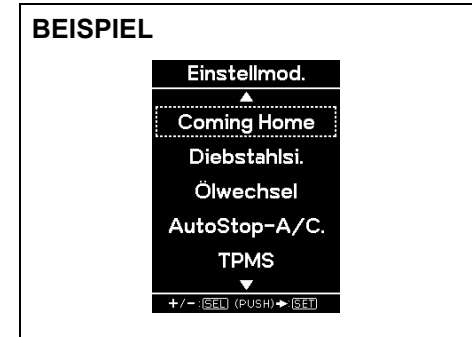 BEISPIEL
Einstellmod.
Coming Home
Diebstahlsi.
Ölwechsel
AutoStop-A/C.
TPMS
+/-:SEL (PUSH)➔:SET